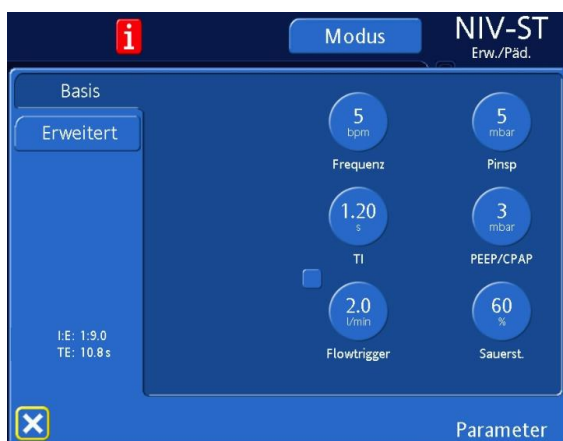 i
Modus
NIV-ST
Erw./Päd.
Basis
Erweitert
5
bpm
Frequenz
5
mbar
Pinsp
1.20
s
TI
3
mbar
PEEP/CPAP
2.0
l/min
Flowtrigger
60
%
Sauerst.
I:E: 1:9.0
TE: 10.8 s
Parameter